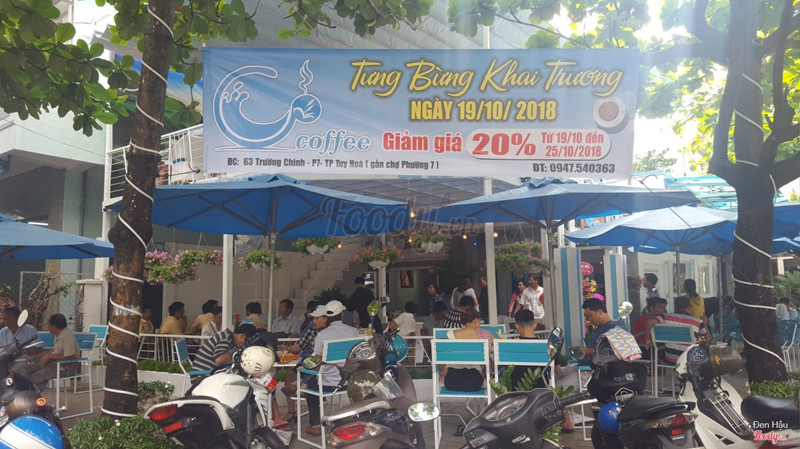 Tưng Bừng Khai Trương
NGÀY 19/10/ 2018
coffee
Giảm giá 20% Từ 19/10 đến 25/10/2018
ĐC: 63 Trường Chinh - P7- TP Tuy Hoà ( gần chợ Phường 7 )
ĐT: 0947.540363
Foody.vn
Đen Hậu
Foody.vn